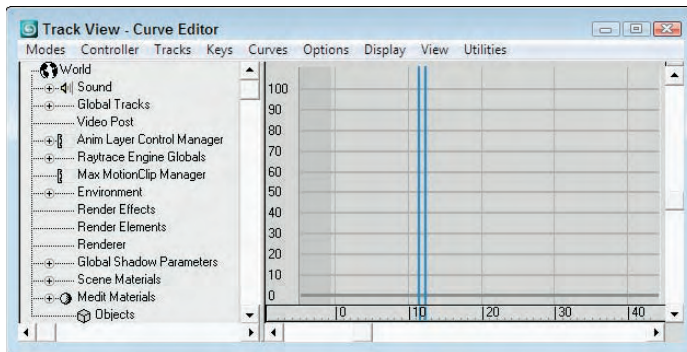 Track View - Curve Editor
Modes Controller Tracks Keys Curves Options Display View Utilities
World
Sound
Global Tracks
Video Post
Anim Layer Control Manager
Raytrace Engine Globals
Max MotionClip Manager
Environment
Render Effects
Render Elements
Renderer
Global Shadow Parameters
Scene Materials
Medit Materials
Objects
100
90
80
70
60
50
40
30
20
10
0
0 10 20 30 40